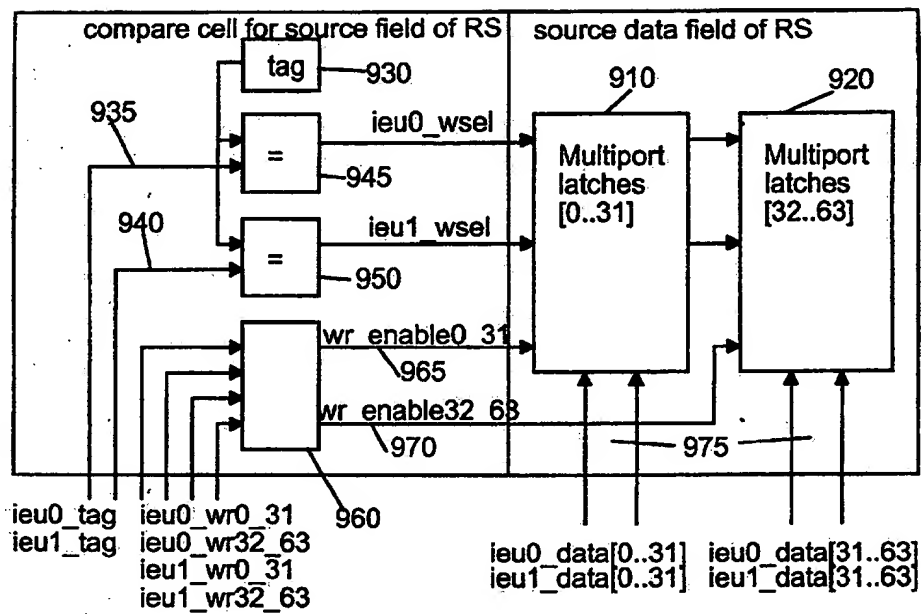 compare cell for source field of RS
source data field of RS
tag
930
910
920
935
ieu0_wsel
=
945
Multiport
latches
[0..31]
Multiport
latches
[32..63]
940
ieu1_wsel
=
950
wr_enable0_31
965
wr_enable32_63
970
975
ieu0_tag
ieu1_tag
ieu0_wr0_31
ieu0_wr32_63
ieu1_wr0_31
ieu1_wr32_63
960
ieu0_data[0..31]
ieu1_data[0..31]
ieu0_data[31..63]
ieu1_data[31..63]